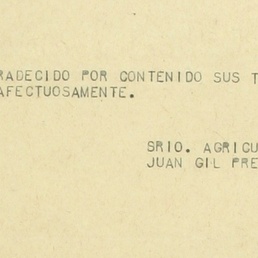 RADECIDO POR CONTENIDO SUS T
AFECTUOSAMENTE.
SRIO. AGRICU
JUAN GIL PRE